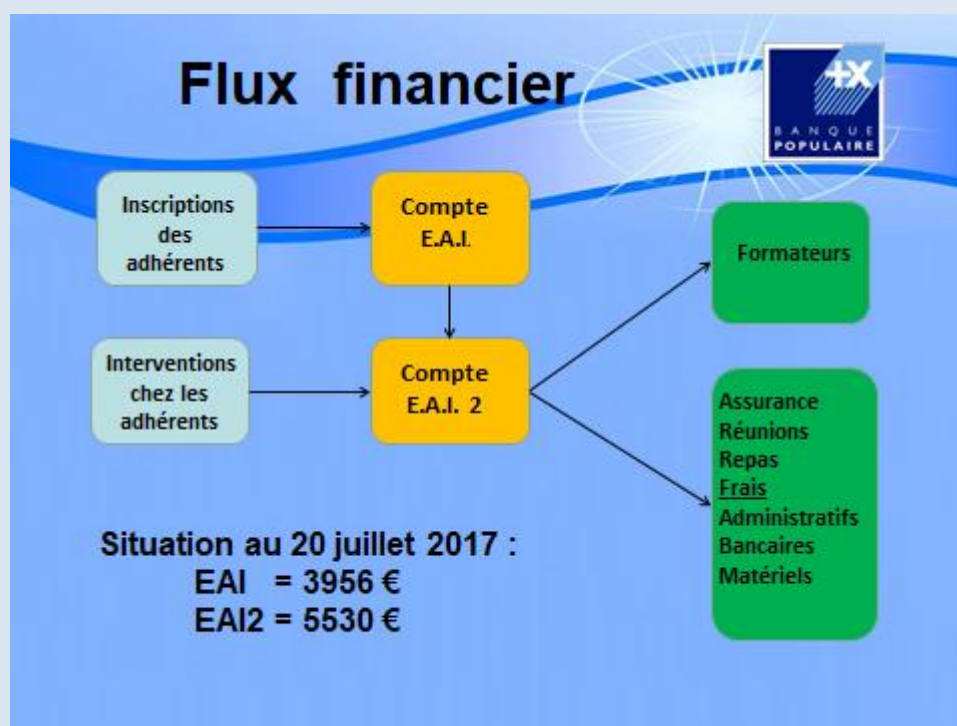 Flux financier
+X
BANQUE
POPULAIRE
Inscriptions
des
adhérents
Compte
E.A.I.
Formateurs
Interventions
chez les
adhérents
Compte
E.A.I. 2
Assurance
Réunions
Repas
Frais
Administratifs
Bancaires
Matériels
Situation au 20 juillet 2017 :
EAI = 3956 €
EAI2 = 5530 €